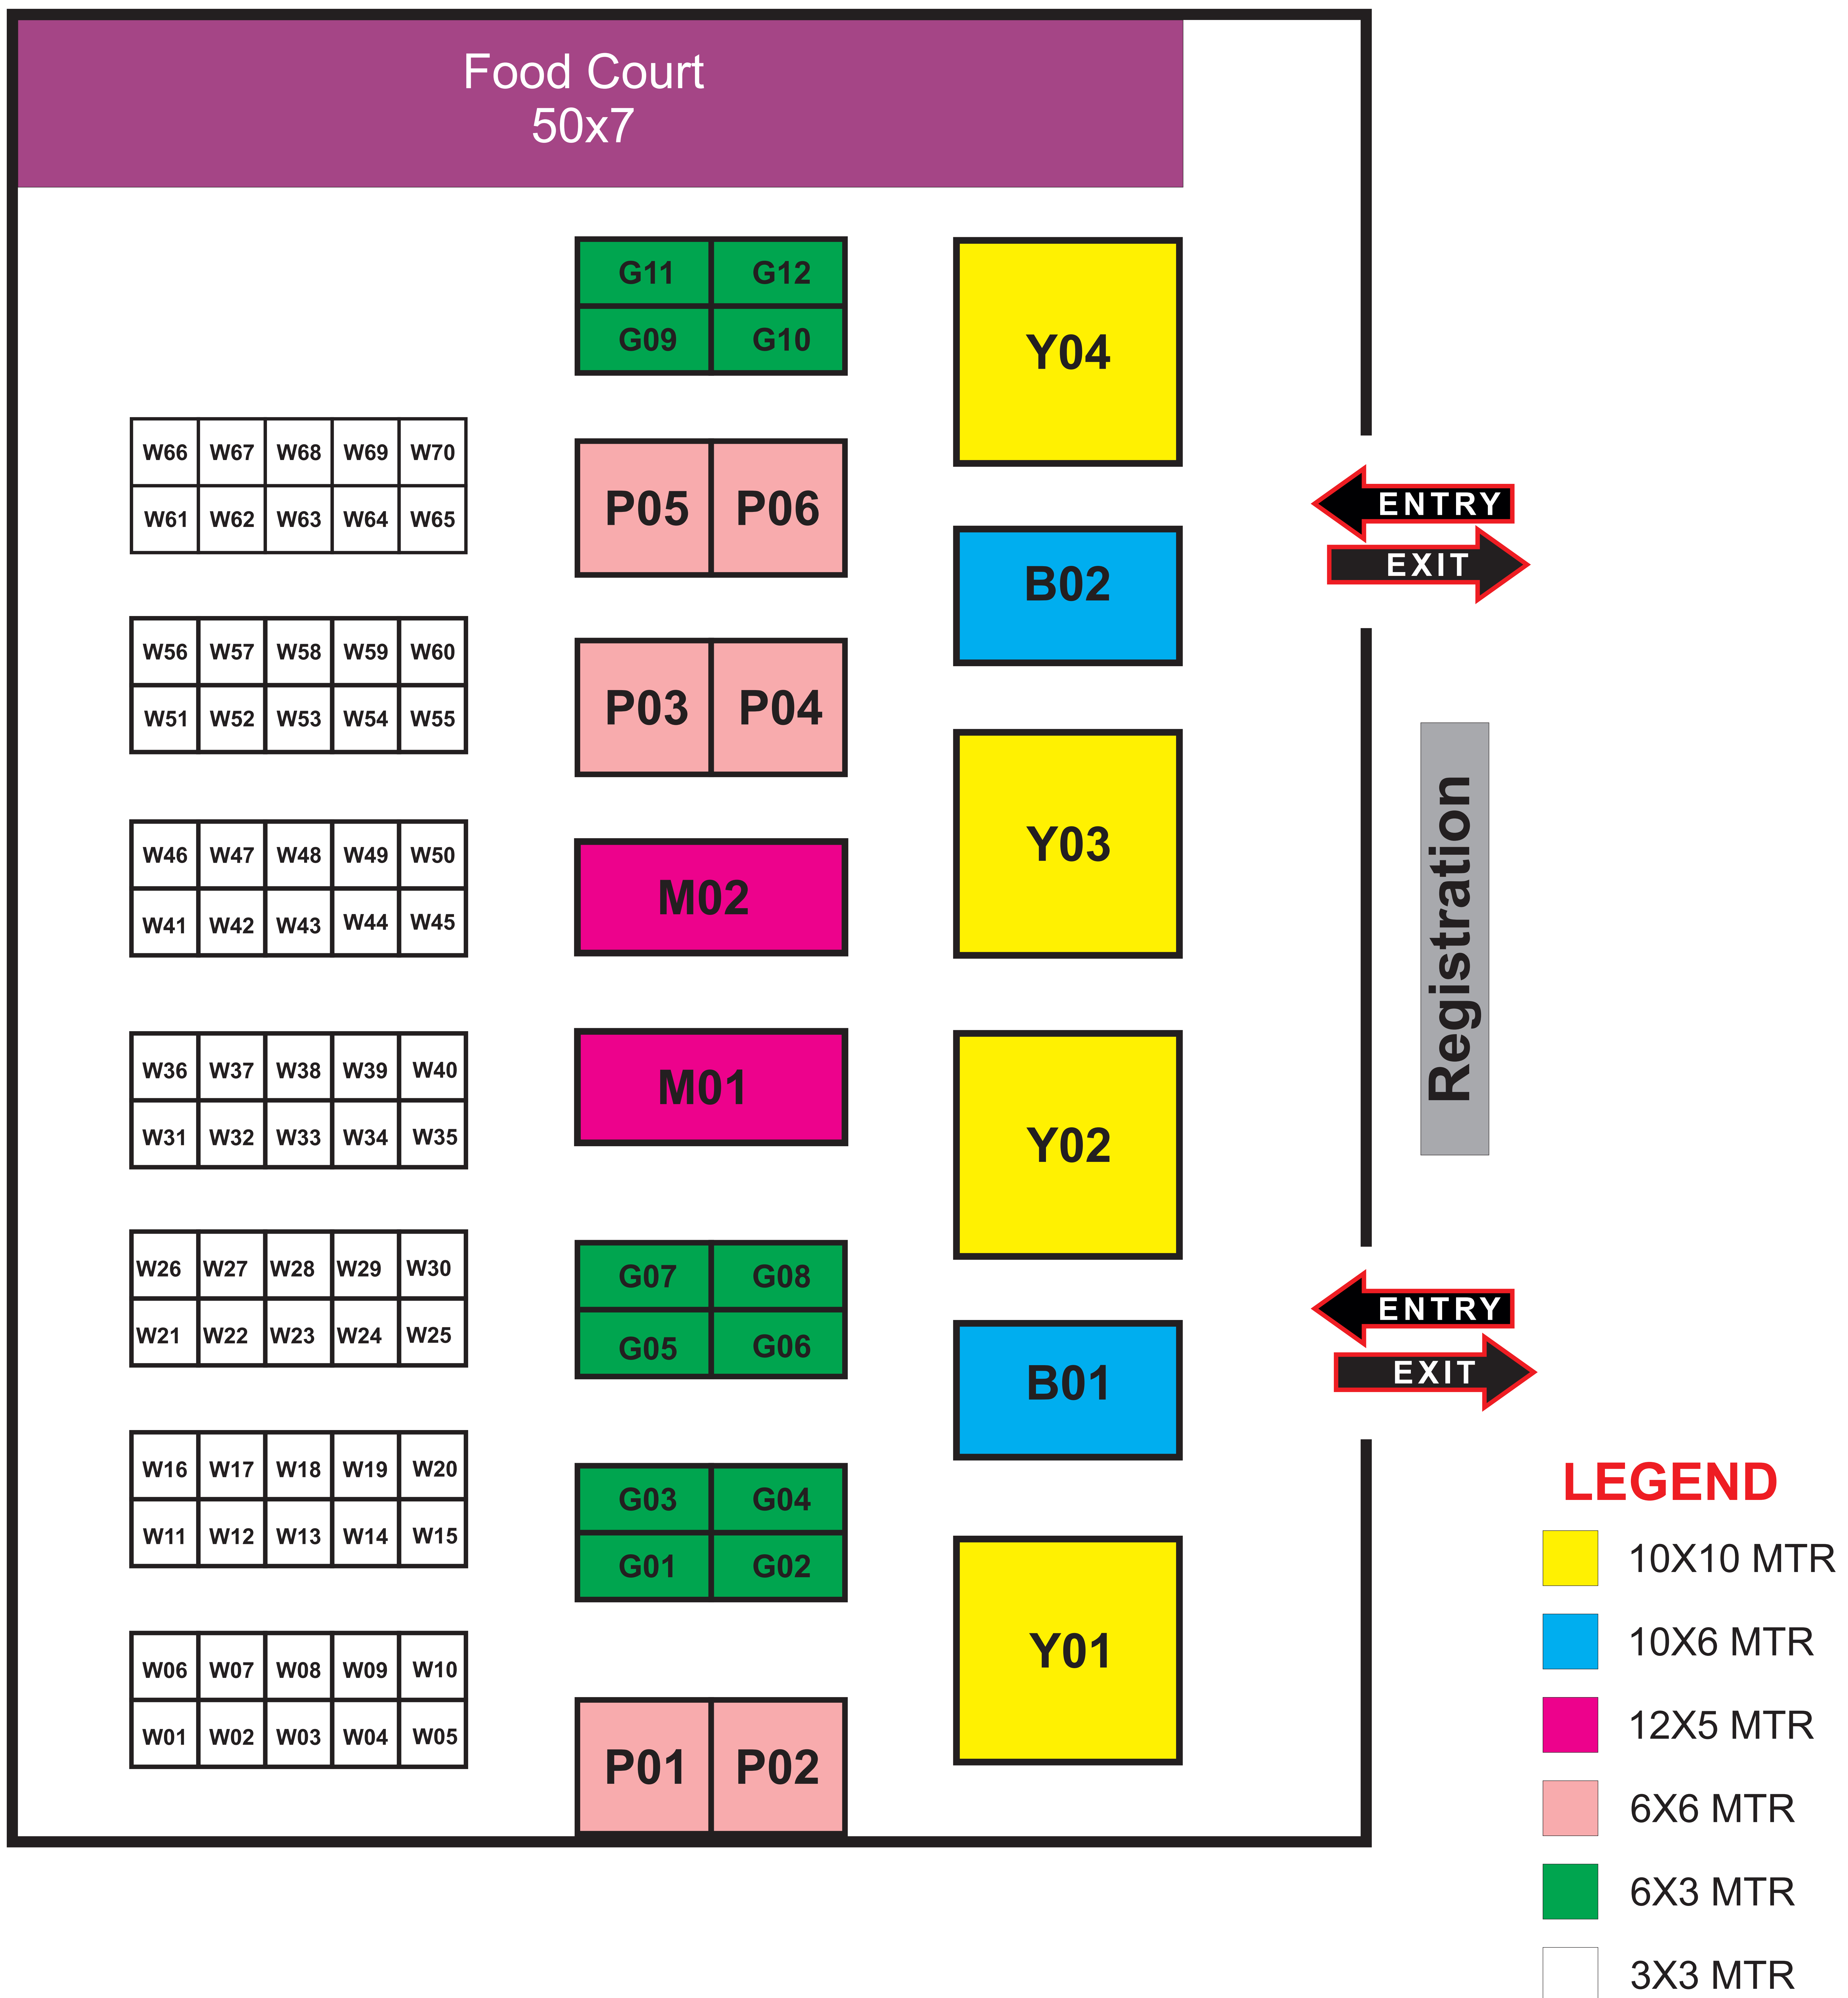 Food Court
50x7
G11 G12
G09 G10
Y04
W66 W67 W68 W69 W70
W61 W62 W63 W64 W65
P05 P06
ENTRY
EXIT
B02
W56 W57 W58 W59 W60
W51 W52 W53 W54 W55
P03 P04
Y03
Registration
W46 W47 W48 W49 W50
W41 W42 W43 W44 W45
M02
W36 W37 W38 W39 W40
W31 W32 W33 W34 W35
M01
Y02
W26 W27 W28 W29 W30
W21 W22 W23 W24 W25
G07 G08
G05 G06
ENTRY
EXIT
B01
W16 W17 W18 W19 W20
W11 W12 W13 W14 W15
G03 G04
G01 G02
Y01
W06 W07 W08 W09 W10
W01 W02 W03 W04 W05
P01 P02
LEGEND
10X10 MTR
10X6 MTR
12X5 MTR
6X6 MTR
6X3 MTR
3X3 MTR